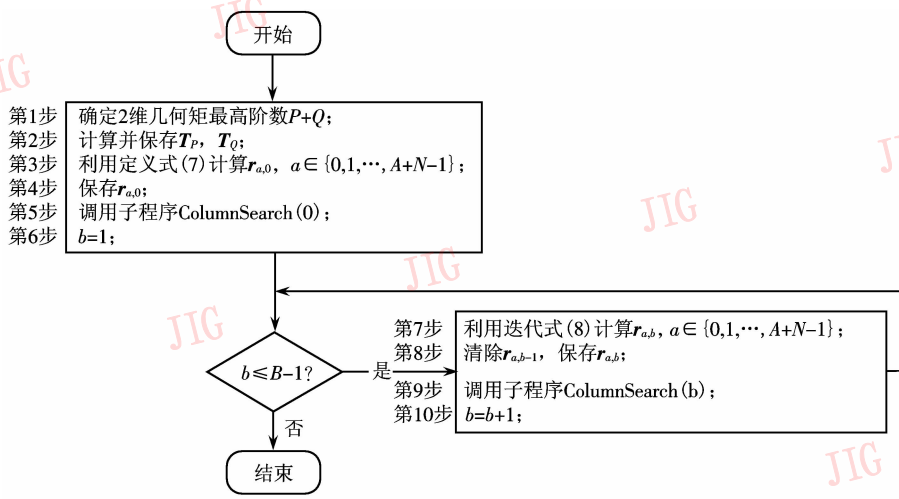 JIG
开始
JIG
第1步 确定2维几何矩最高阶数P+Q;
第2步 计算并保存T_P, T_Q;
第3步 利用定义式(7)计算r_{a,0}, a∈{0,1,⋯,A+N−1};
第4步 保存r_{a,0};
第5步 调用子程序ColumnSearch(0);
第6步 b=1;
JIG
JIG
JIG
JIG
第7步 利用迭代式(8)计算r_{a,b}, a∈{0,1,⋯,A+N−1};
第8步 清除r_{a,b−1}, 保存r_{a,b};
b≤B−1?
是
第9步 调用子程序ColumnSearch(b);
第10步 b=b+1;
否
结束
JIG